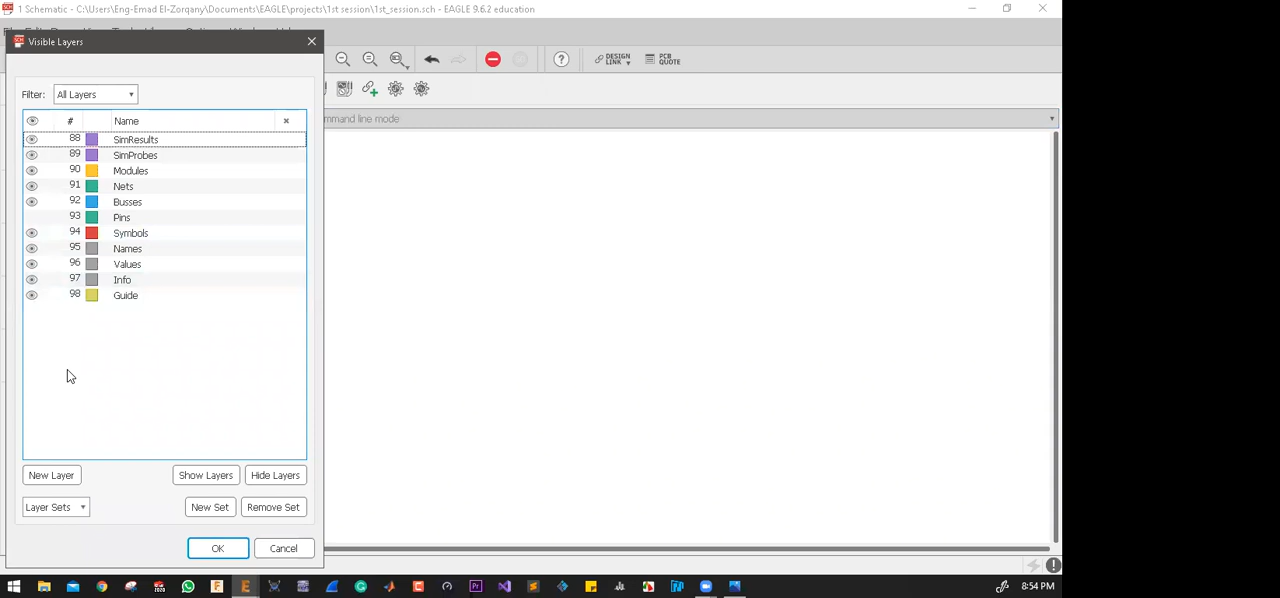 1 Schematic - C:\Users\Eng-Emad El-Zorqany\Documents\EAGLE\projects\1st session\1st_session.sch - EAGLE 9.6.2 education
Visible Layers
DESIGN LINK
PCB QUOTE
Filter: All Layers
mmand line mode
# Name
88 SimResults
89 SimProbes
90 Modules
91 Nets
92 Busses
93 Pins
94 Symbols
95 Names
96 Values
97 Info
98 Guide
New Layer Show Layers Hide Layers
Layer Sets New Set Remove Set
OK Cancel
8:54 PM